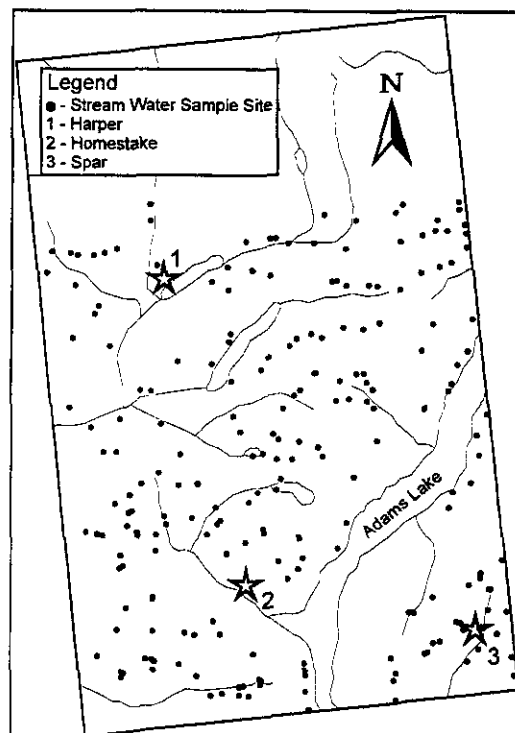 Legend
● - Stream Water Sample Site
1 - Harper
2 - Homestake
3 - Spar
N
1
Adams Lake
2
3